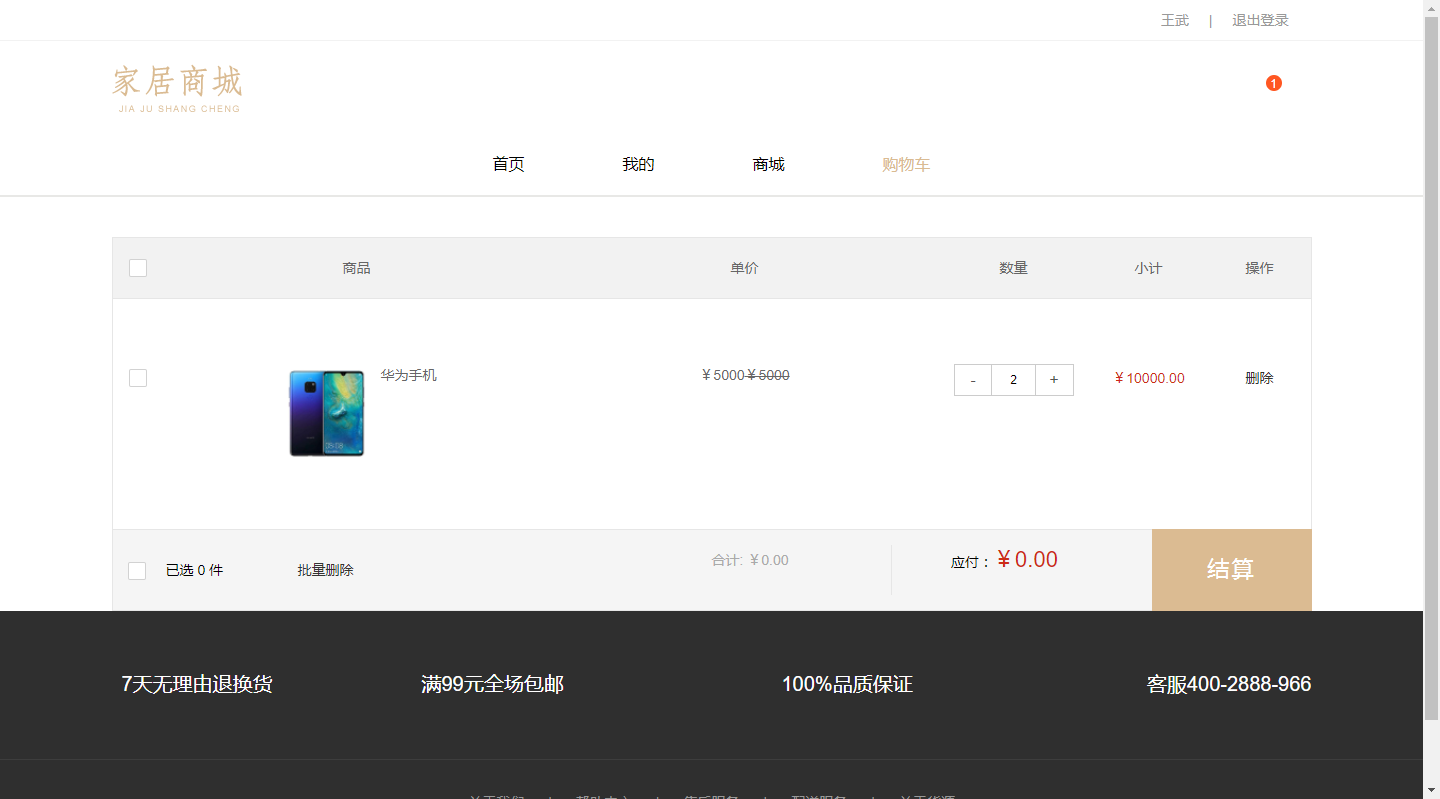 王武 | 退出登录
家居商城
JIA JU SHANG CHENG
1
首页 我的 商城 购物车
商品 单价 数量 小计 操作
华为手机 ¥5000 ¥5000 - 2 + ¥10000.00 删除
08:08
已选 0 件 批量删除 合计: ¥0.00 应付： ¥0.00 结算
7天无理由退换货 满99元全场包邮 100%品质保证 客服400-2888-966